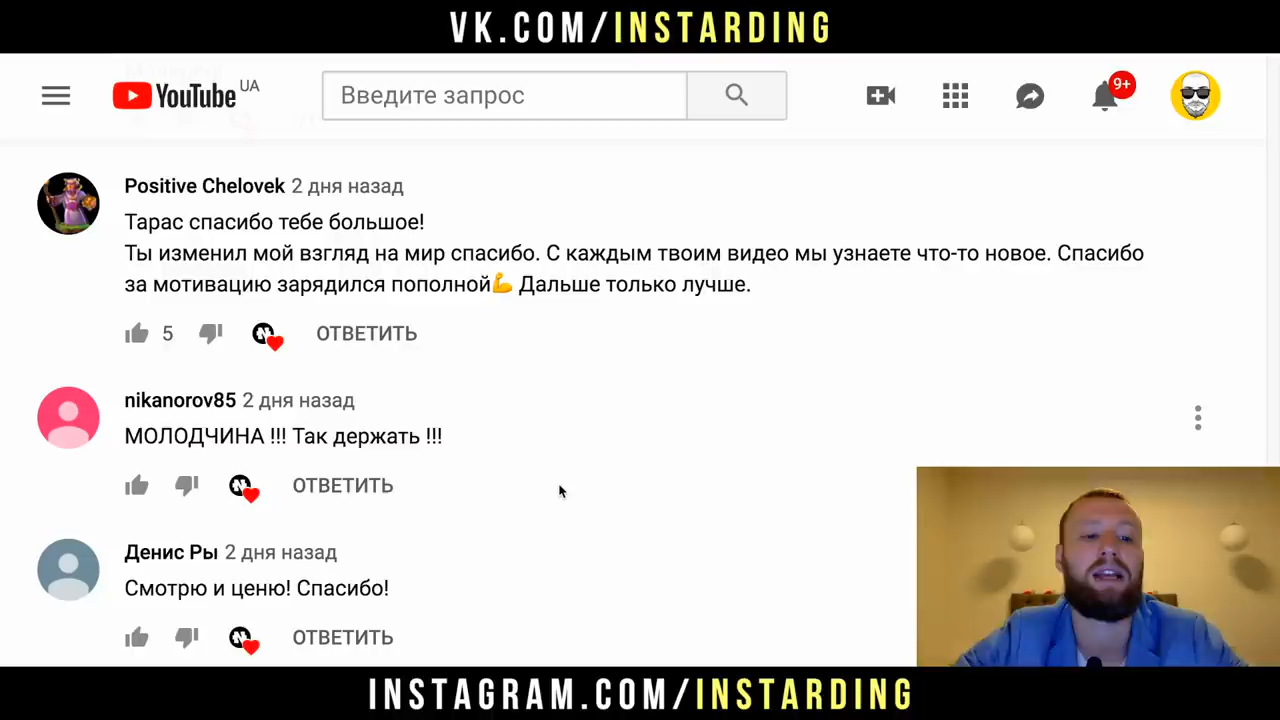 VK.COM/INSTARDING
YouTube UA
Введите запрос
9+
Positive Chelovek 2 дня назад
Тарас спасибо тебе большое!
Ты изменил мой взгляд на мир спасибо. С каждым твоим видео мы узнаете что-то новое. Спасибо
за мотивацию зарядился пополной💪 Дальше только лучше.
5 ОТВЕТИТЬ
nikanorov85 2 дня назад
МОЛОДЧИНА !!! Так держать !!!
ОТВЕТИТЬ
Денис Ры 2 дня назад
Смотрю и ценю! Спасибо!
ОТВЕТИТЬ
INSTAGRAM.COM/INSTARDING